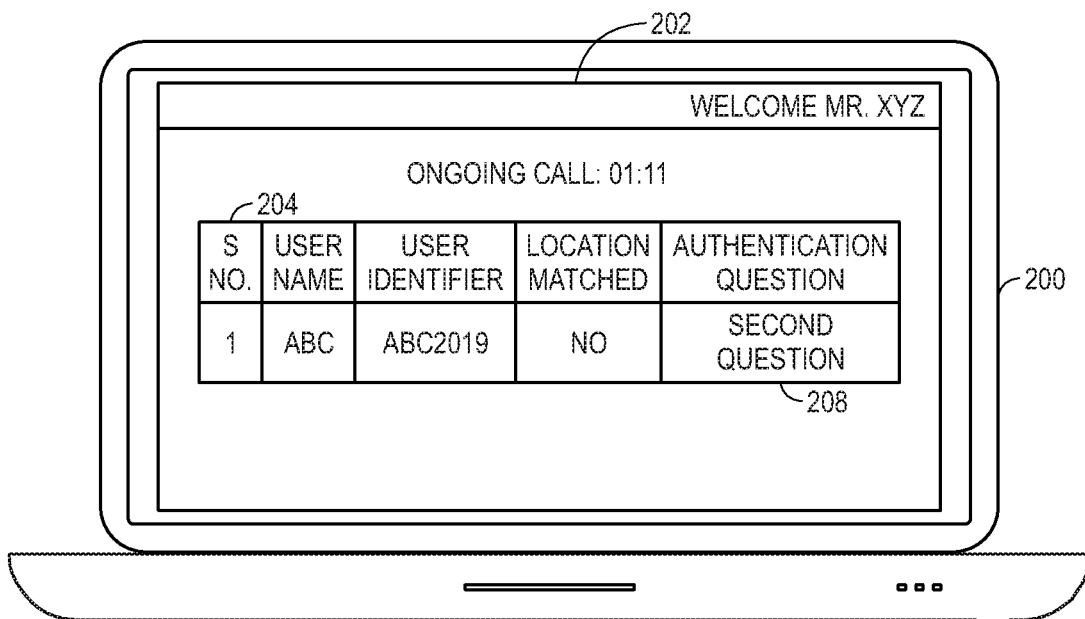 202
WELCOME MR. XYZ
ONGOING CALL: 01:11
204
S NO.
USER NAME
USER IDENTIFIER
LOCATION MATCHED
AUTHENTICATION QUESTION
200
1
ABC
ABC2019
NO
SECOND QUESTION
208